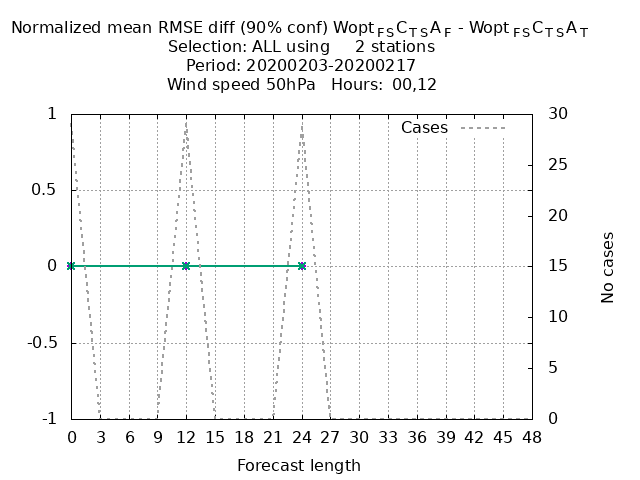 Normalized mean RMSE diff (90% conf) Wopt_FS C_TS A_F - Wopt_FS C_TS A_T
Selection: ALL using 2 stations
Period: 20200203-20200217
Wind speed 50hPa Hours: 00,12
Cases
1
0.5
0
-0.5
-1
30
25
20
15
10
5
0
No cases
0 3 6 9 12 15 18 21 24 27 30 33 36 39 42 45 48
Forecast length